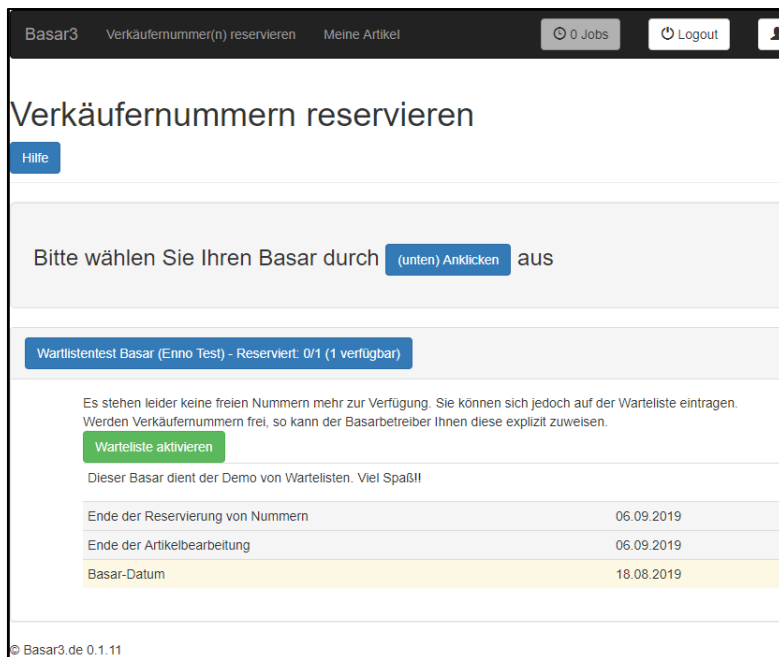 Basar3 Verkäufernummer(n) reservieren Meine Artikel 0 Jobs Logout
Verkäufernummern reservieren
Hilfe
Bitte wählen Sie Ihren Basar durch (unten) Anklicken aus
Wartlistentest Basar (Enno Test) - Reserviert: 0/1 (1 verfügbar)
Es stehen leider keine freien Nummern mehr zur Verfügung. Sie können sich jedoch auf der Warteliste eintragen.
Werden Verkäufernummern frei, so kann der Basarbetreiber Ihnen diese explizit zuweisen.
Warteliste aktivieren
Dieser Basar dient der Demo von Wartelisten. Viel Spaß!!
Ende der Reservierung von Nummern 06.09.2019
Ende der Artikelbearbeitung 06.09.2019
Basar-Datum 18.08.2019
© Basar3.de 0.1.11